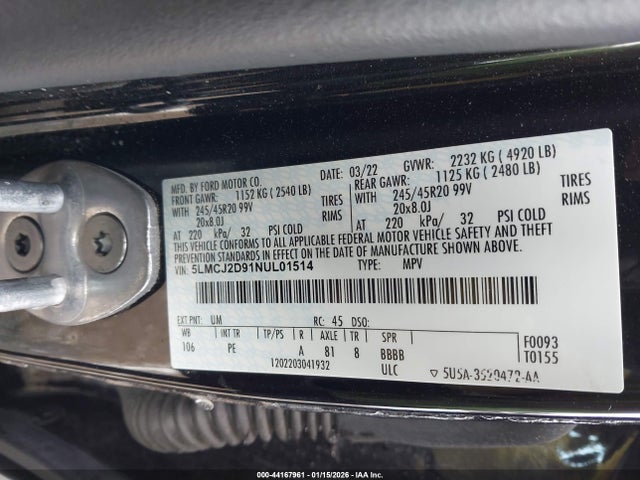 MFD. BY FORD MOTOR CO. DATE: 03/22 GVWR: 2232 KG ( 4920 LB)
FRONT GAWR: 1152 KG ( 2540 LB) REAR GAWR: 1125 KG ( 2480 LB)
WITH 245/45R20 99V TIRES WITH 245/45R20 99V TIRES
20x8.0J RIMS 20x8.0J RIMS
AT 220 kPa/ 32 PSI COLD AT 220 kPa/ 32 PSI COLD
THIS VEHICLE CONFORMS TO ALL APPLICABLE FEDERAL MOTOR VEHICLE SAFETY AND THEFT
PREVENTION STANDARDS IN EFFECT ON THE DATE OF MANUFACTURE SHOWN ABOVE.
VIN: 5LMCJ2D91NUL01514 TYPE: MPV
EXT PNT: UM RC: 45 DSO:
WB INT TR TP/PS R AXLE TR SPR F0093
106 PE A 81 8 BBBB T0155
1202203041932 ULC 5U5A-3520472-AA
000-44167961 - 01/15/2026 - IAA Inc.